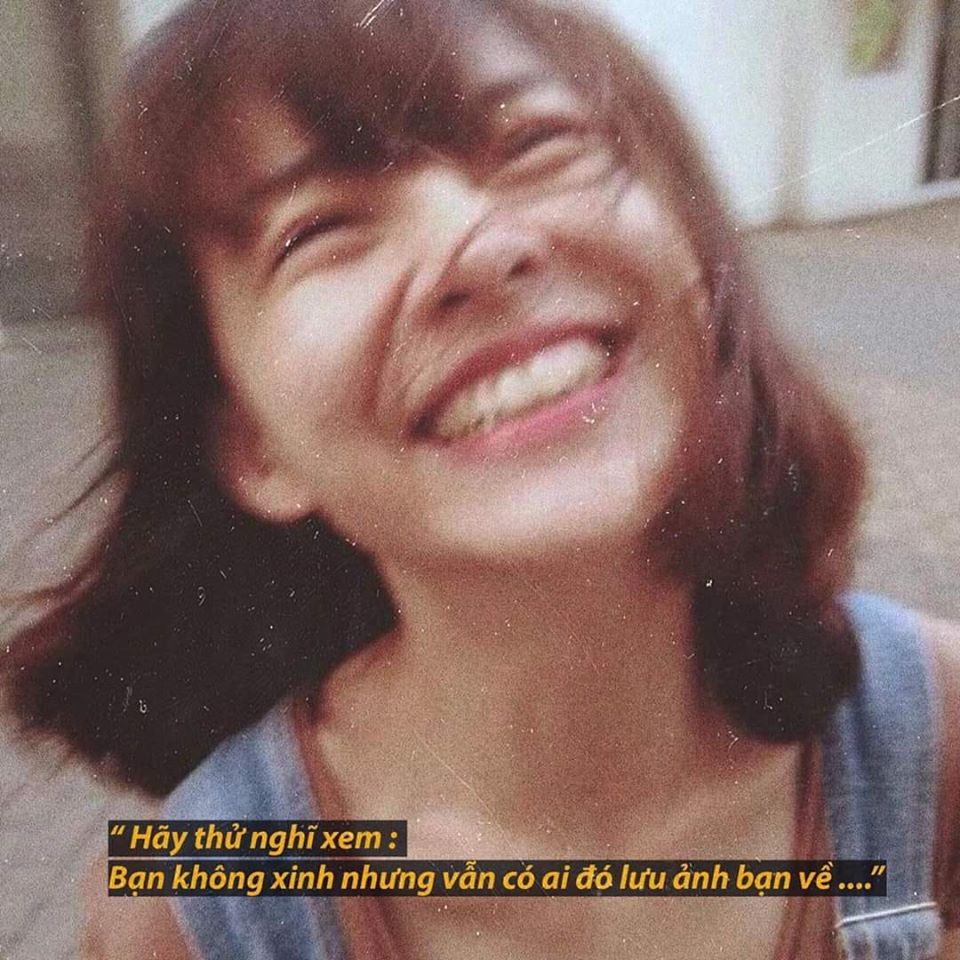 “ Hãy thử nghĩ xem :
Bạn không xinh nhưng vẫn có ai đó lưu ảnh bạn về ....”